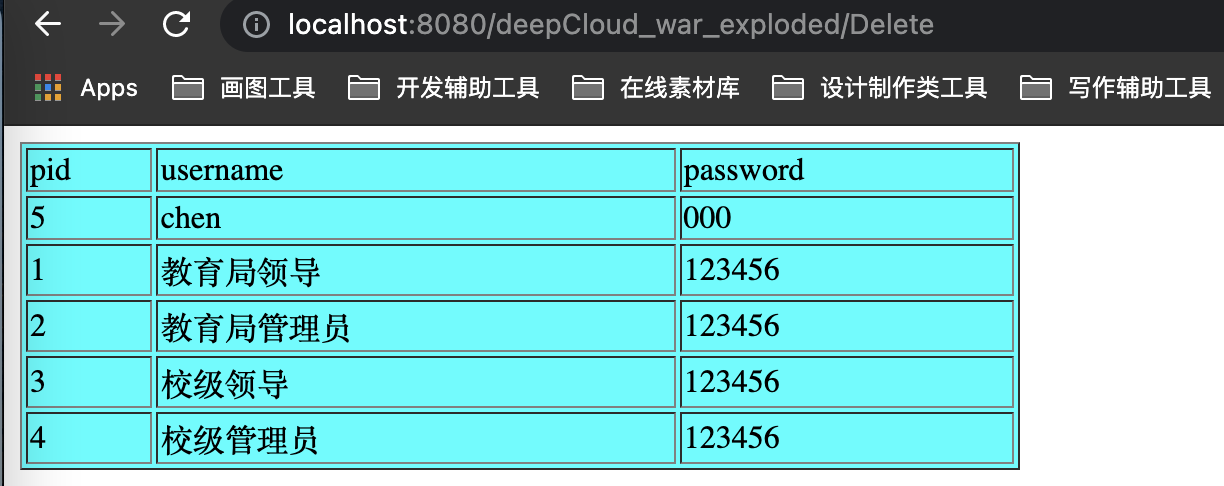 localhost:8080/deepCloud_war_exploded/Delete
Apps 画图工具 开发辅助工具 在线素材库 设计制作类工具 写作辅助工具
pid username password
5 chen 000
1 教育局领导 123456
2 教育局管理员 123456
3 校级领导 123456
4 校级管理员 123456